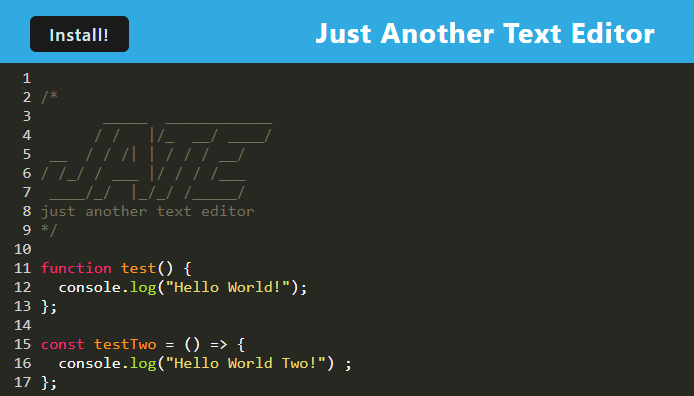 Install!
Just Another Text Editor
1
2 /*
3        _____  ____________
4       / /   |/_  __/ ____/
5  __  / / /| | / / / __/
6 / /_/ / ___ |/ / / /___
7  ____/_/  |_/_/ /_____/
8 just another text editor
9 */
10
11 function test() {
12   console.log("Hello World!");
13 };
14
15 const testTwo = () => {
16   console.log("Hello World Two!") ;
17 };